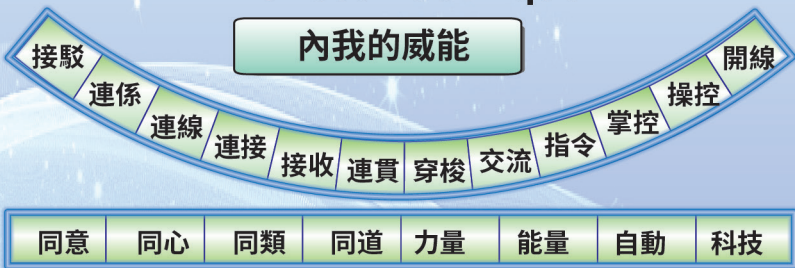 內我的威能
接駁 連係 連線 連接 接收 連貫 穿梭 交流 指令 掌控 操控 開線
同意 同心 同類 同道 力量 能量 自動 科技